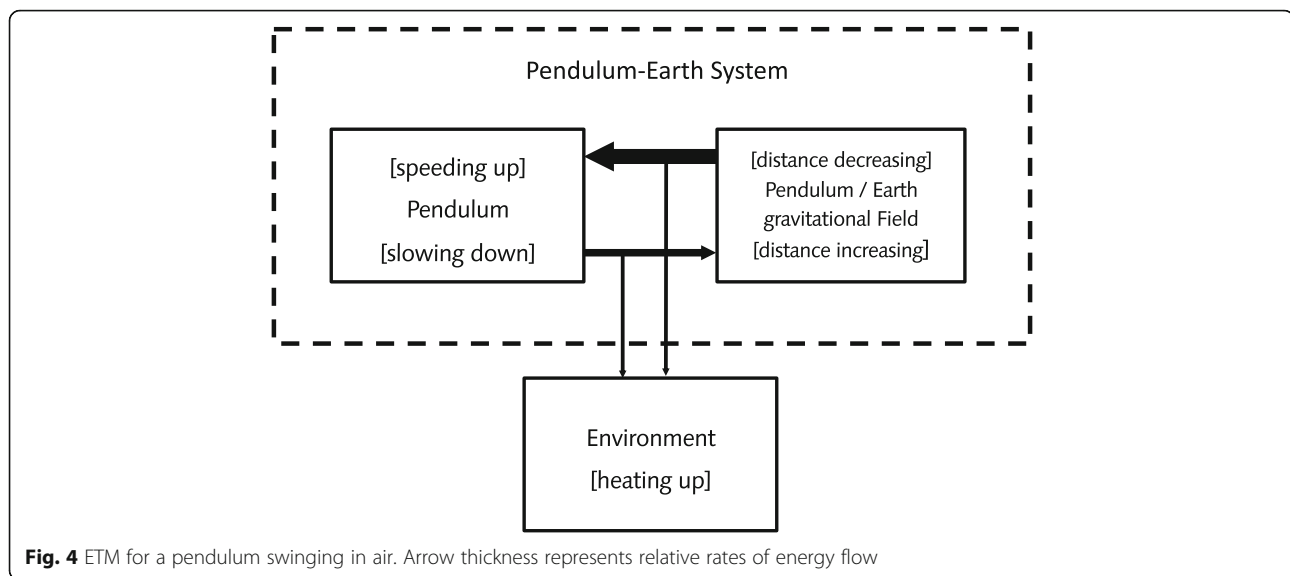 Pendulum-Earth System
[speeding up]
Pendulum
[slowing down]
[distance decreasing]
Pendulum / Earth
gravitational Field
[distance increasing]
Environment
[heating up]
Fig. 4 ETM for a pendulum swinging in air. Arrow thickness represents relative rates of energy flow